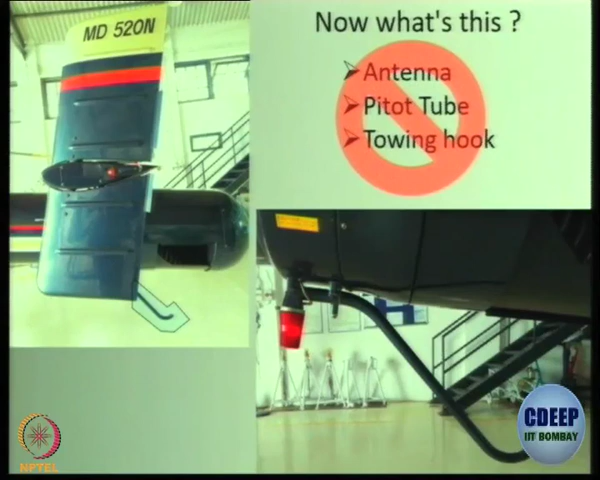 MD 520N
Now what's this ?
Antenna
Pitot Tube
Towing hook
H
CDEEP
IIT BOMBAY
NPTEL